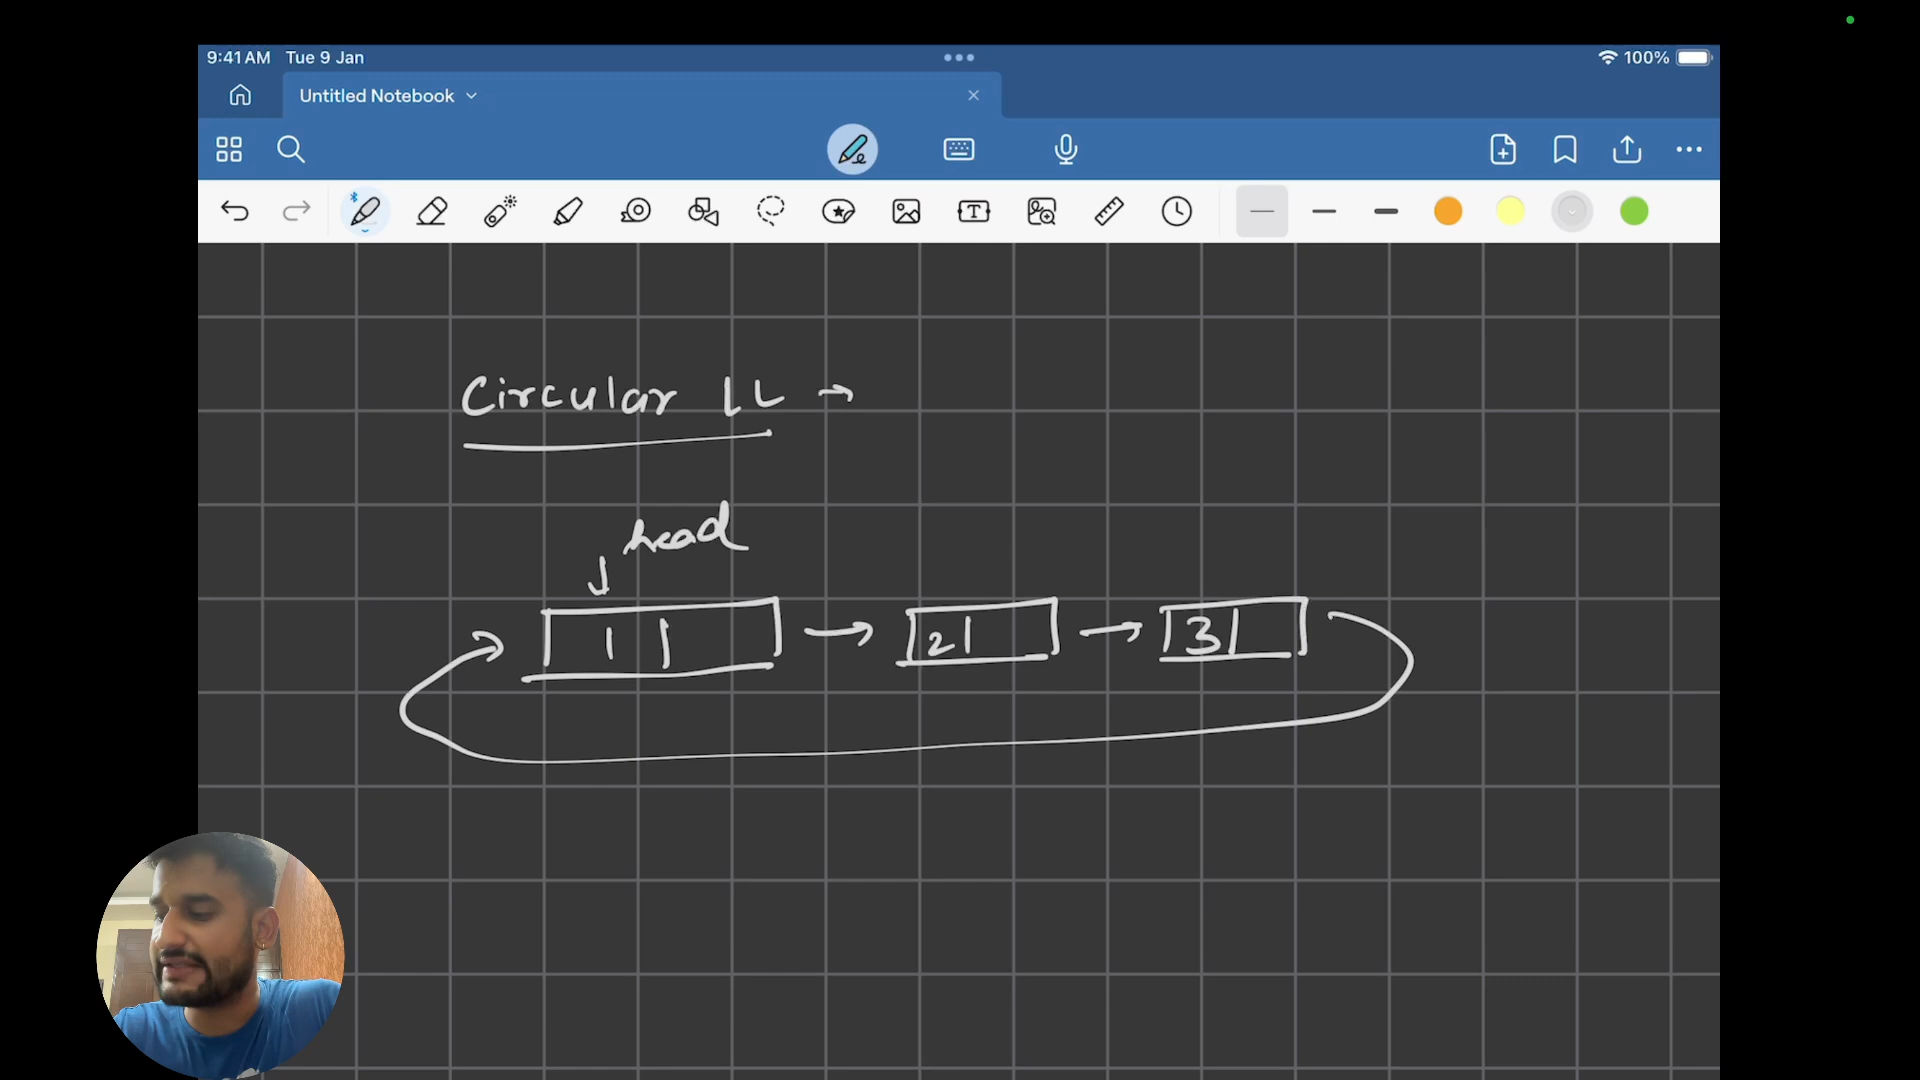 9:41 AM Tue 9 Jan 100%
Untitled Notebook
Circular LL →
head
1 → 2 → 3